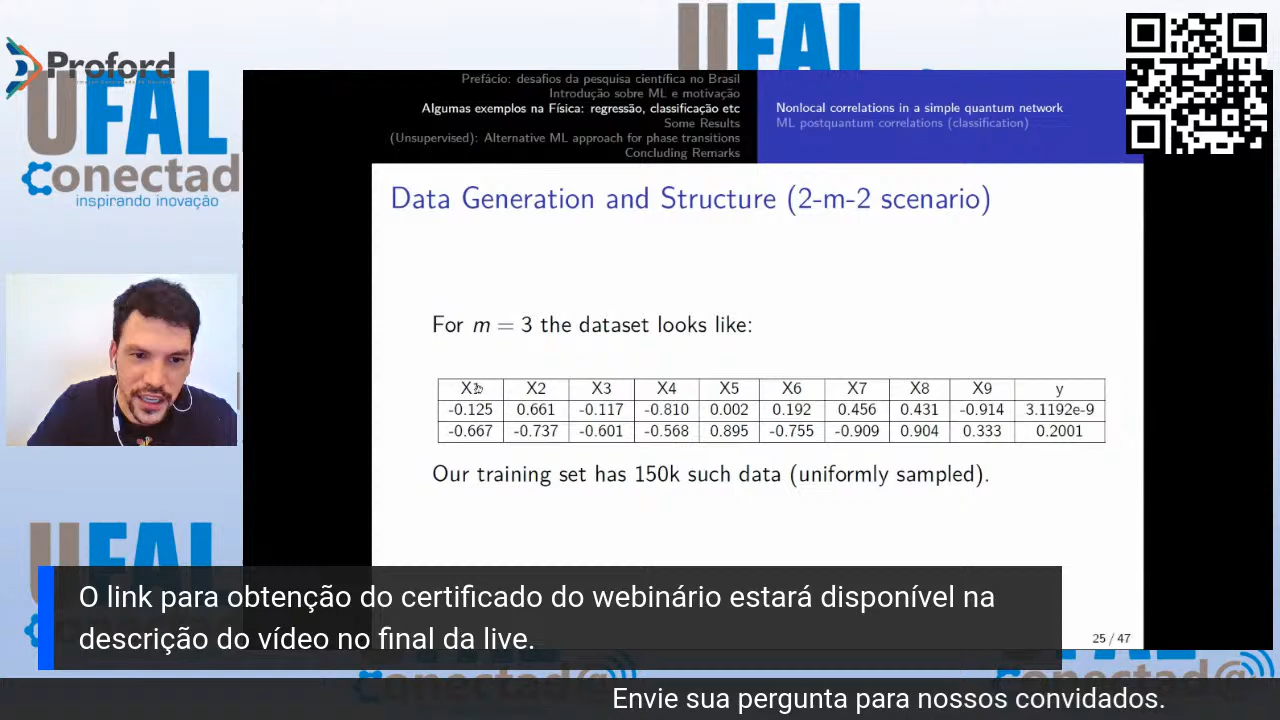 Proford
UFAL
conectad
inspirando inovação
UFAL
Prefácio: desafios da pesquisa científica no Brasil
Introdução sobre ML e motivação
Algumas exemplos na Física: regressão, classificação etc
Some Results
(Unsupervised): Alternative ML approach for phase transitions
Concluding Remarks
Nonlocal correlations in a simple quantum network
ML postquantum correlations (classification)
Data Generation and Structure (2-m-2 scenario)
For m = 3 the dataset looks like:
X1 X2 X3 X4 X5 X6 X7 X8 X9 y
-0.125 0.661 -0.117 -0.810 0.002 0.192 0.456 0.431 -0.914 3.1192e-9
-0.667 -0.737 -0.601 -0.568 0.895 -0.755 -0.909 0.904 0.333 0.2001
Our training set has 150k such data (uniformly sampled).
25 / 47
UFAL
O link para obtenção do certificado do webinário estará disponível na
descrição do vídeo no final da live.
conectad@
Envie sua pergunta para nossos convidados.